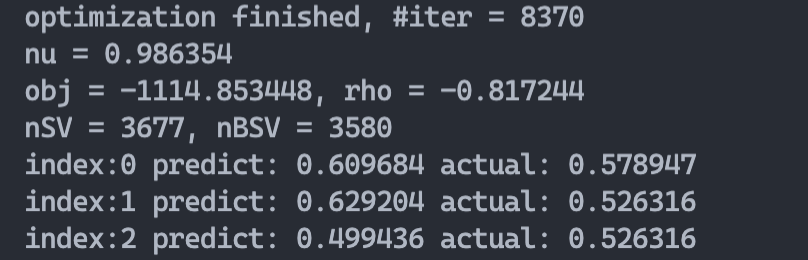 optimization finished, #iter = 8370
nu = 0.986354
obj = -1114.853448, rho = -0.817244
nSV = 3677, nBSV = 3580
index:0 predict: 0.609684 actual: 0.578947
index:1 predict: 0.629204 actual: 0.526316
index:2 predict: 0.499436 actual: 0.526316